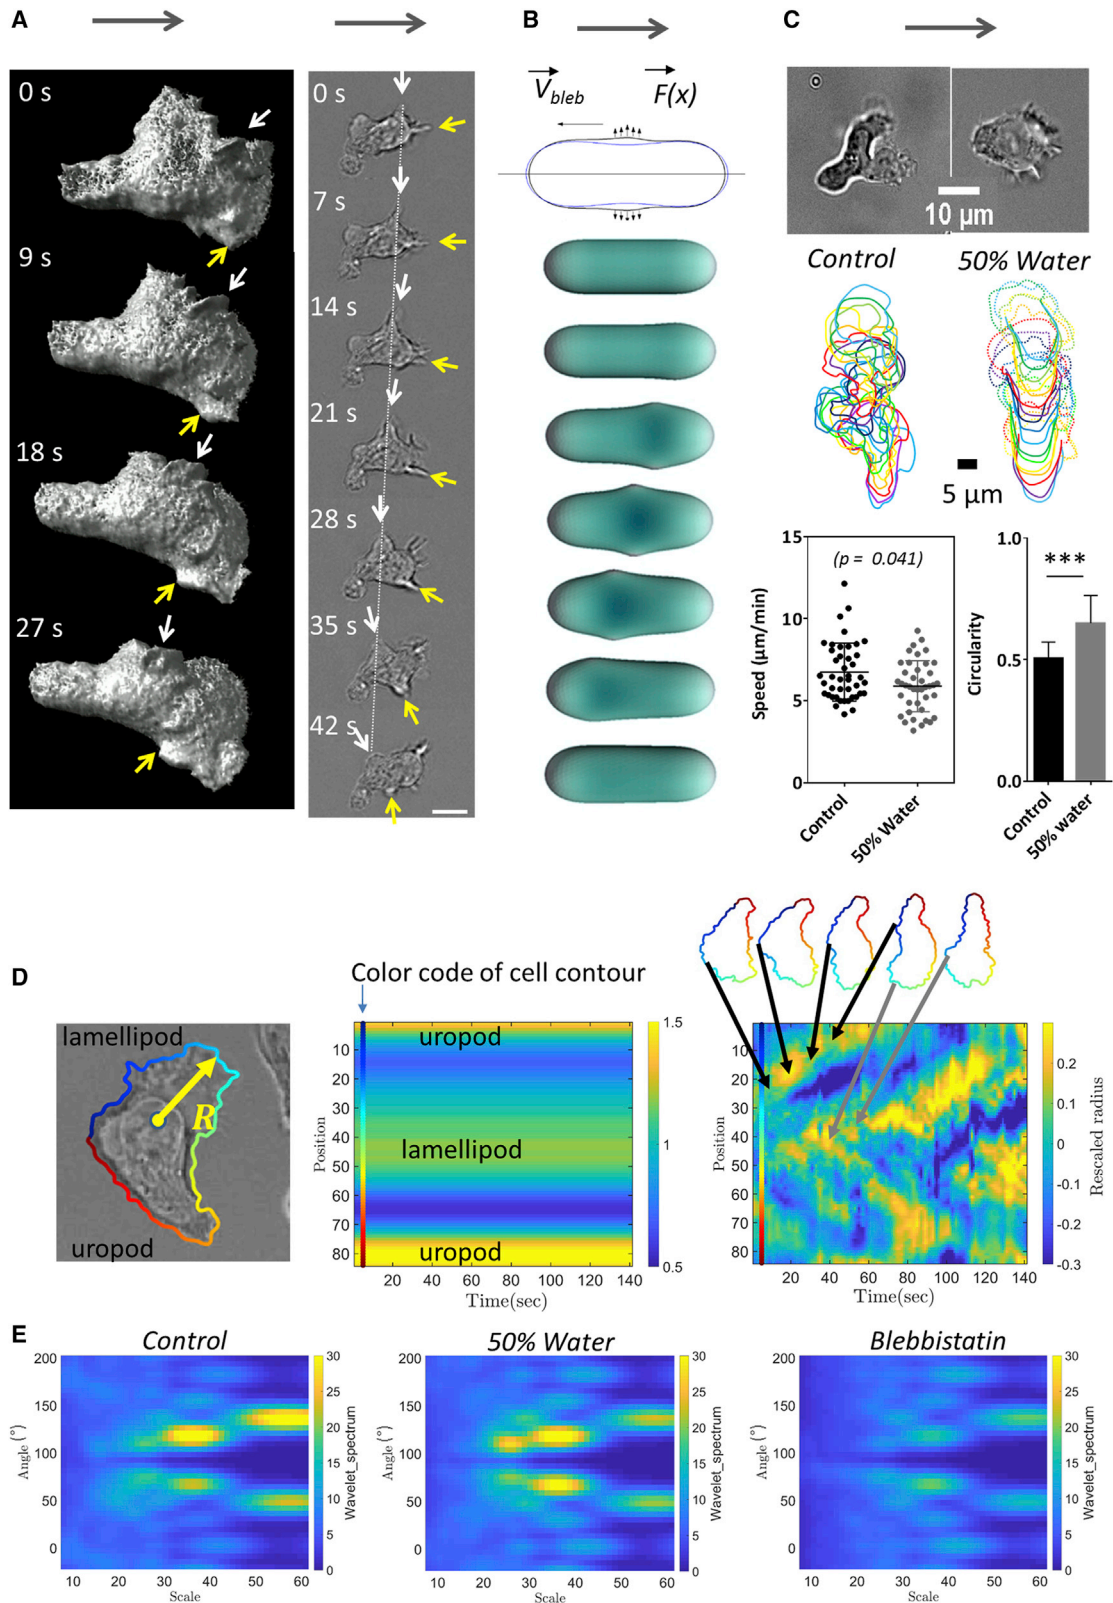 A
B
C
0 s
9 s
18 s
27 s
0 s
7 s
14 s
21 s
28 s
35 s
42 s
V bleb
F(x)
10 µm
Control
50% Water
5 µm
15
10
5
0
Speed (µm/min)
(p = 0.041)
Control
50% Water
1.0
0.5
0.0
Circularity
***
Control
50% water
D
lamellipod
R
uropod
Color code of cell contour
uropod
lamellipod
uropod
Position
10
20
30
40
50
60
70
80
20 40 60 80 100 120 140
Time(sec)
1.5
1
0.5
Position
10
20
30
40
50
60
70
80
20 40 60 80 100 120 140
Time(sec)
0.2
0.1
0
-0.1
-0.2
-0.3
Rescaled radius
E
Control
200
150
100
50
0
Angle (°)
10 20 30 40 50 60
Scale
30
25
20
15
10
5
0
Wavelet_spectrum
50% Water
200
150
100
50
0
Angle (°)
10 20 30 40 50 60
Scale
30
25
20
15
10
5
0
Wavelet_spectrum
Blebbistatin
200
150
100
50
0
Angle (°)
10 20 30 40 50 60
Scale
30
25
20
15
10
5
0
Wavelet_spectrum